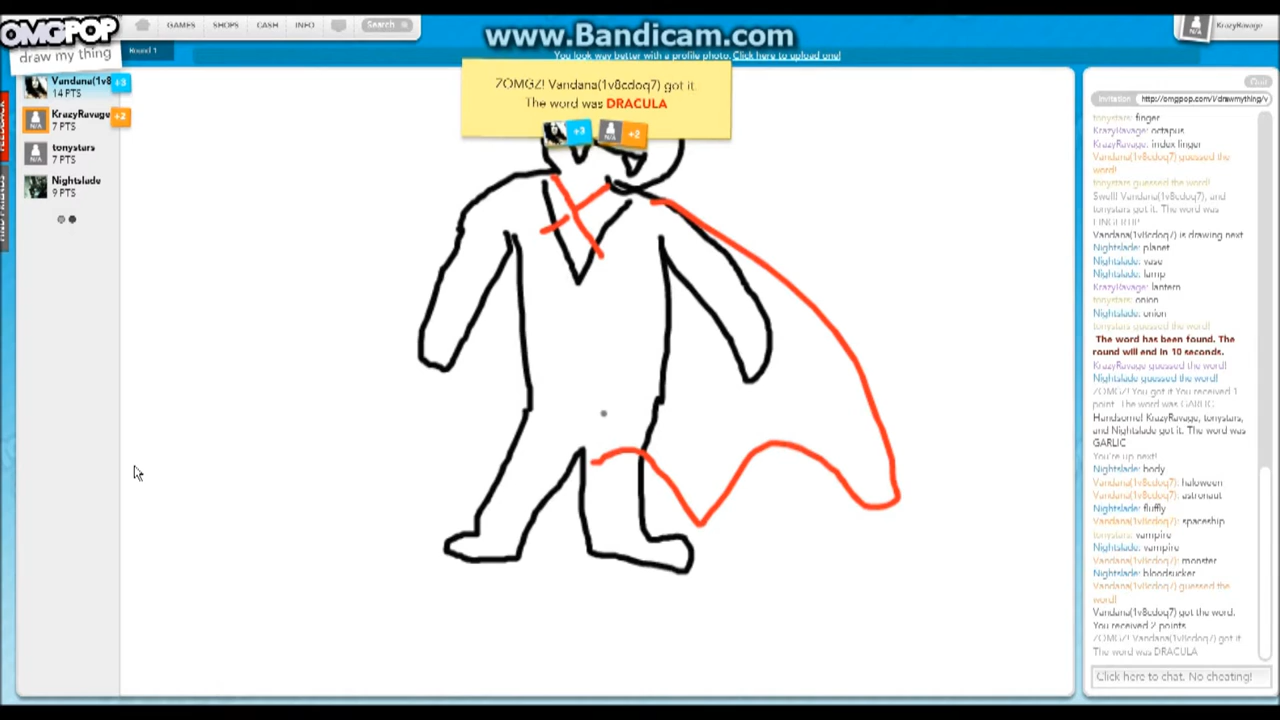 OMGPOP
draw my thing
GAMES SHOPS CASH INFO Search
www.Bandicam.com
You look way better with a profile photo. Click here to upload one!
KrazyRavage
Round 1
FEEDBACK
Vandana(1v8 +3
14 PTS
KrazyRavage +2
7 PTS
N/A
tonystars
7 PTS
N/A
Nightslade
9 PTS
ZOMGZ! Vandana(1v8cdoq7) got it.
The word was DRACULA
+3 N/A +2
Quit
Invitation http://omgpop.com/i/drawmything/v
tonystars: finger
KrazyRavage: octapus
KrazyRavage: index finger
Vandana(1v8cdoq7) guessed the
word!
tonystars guessed the word!
Swell! Vandana(1v8cdoq7), and
tonystars got it. The word was
FINGERTIP
Vandana(1v8cdoq7) is drawing next
Nightslade: planet
Nightslade: vase
Nightslade: lamp
KrazyRavage: lantern
tonystars: onion
Nightslade: onion
tonystars guessed the word!
The word has been found. The
round will end in 10 seconds.
KrazyRavage guessed the word!
Nightslade guessed the word!
ZOMGZ! You got it You received 1
point. The word was GARLIC
Handsome! KrazyRavage, tonystars,
and Nightslade got it. The word was
GARLIC
You're up next!
Nightslade: body
Vandana(1v8cdoq7): haloween
Vandana(1v8cdoq7): astronaut
Nightslade: fluffly
Vandana(1v8cdoq7): spaceship
tonystars: vampire
Nightslade: vampire
Vandana(1v8cdoq7): monster
Nightslade: bloodsucker
Vandana(1v8cdoq7) guessed the
word!
Vandana(1v8cdoq7) got the word.
You received 2 points
ZOMGZ! Vandana(1v8cdoq7) got it
The word was DRACULA
Click here to chat. No cheating!